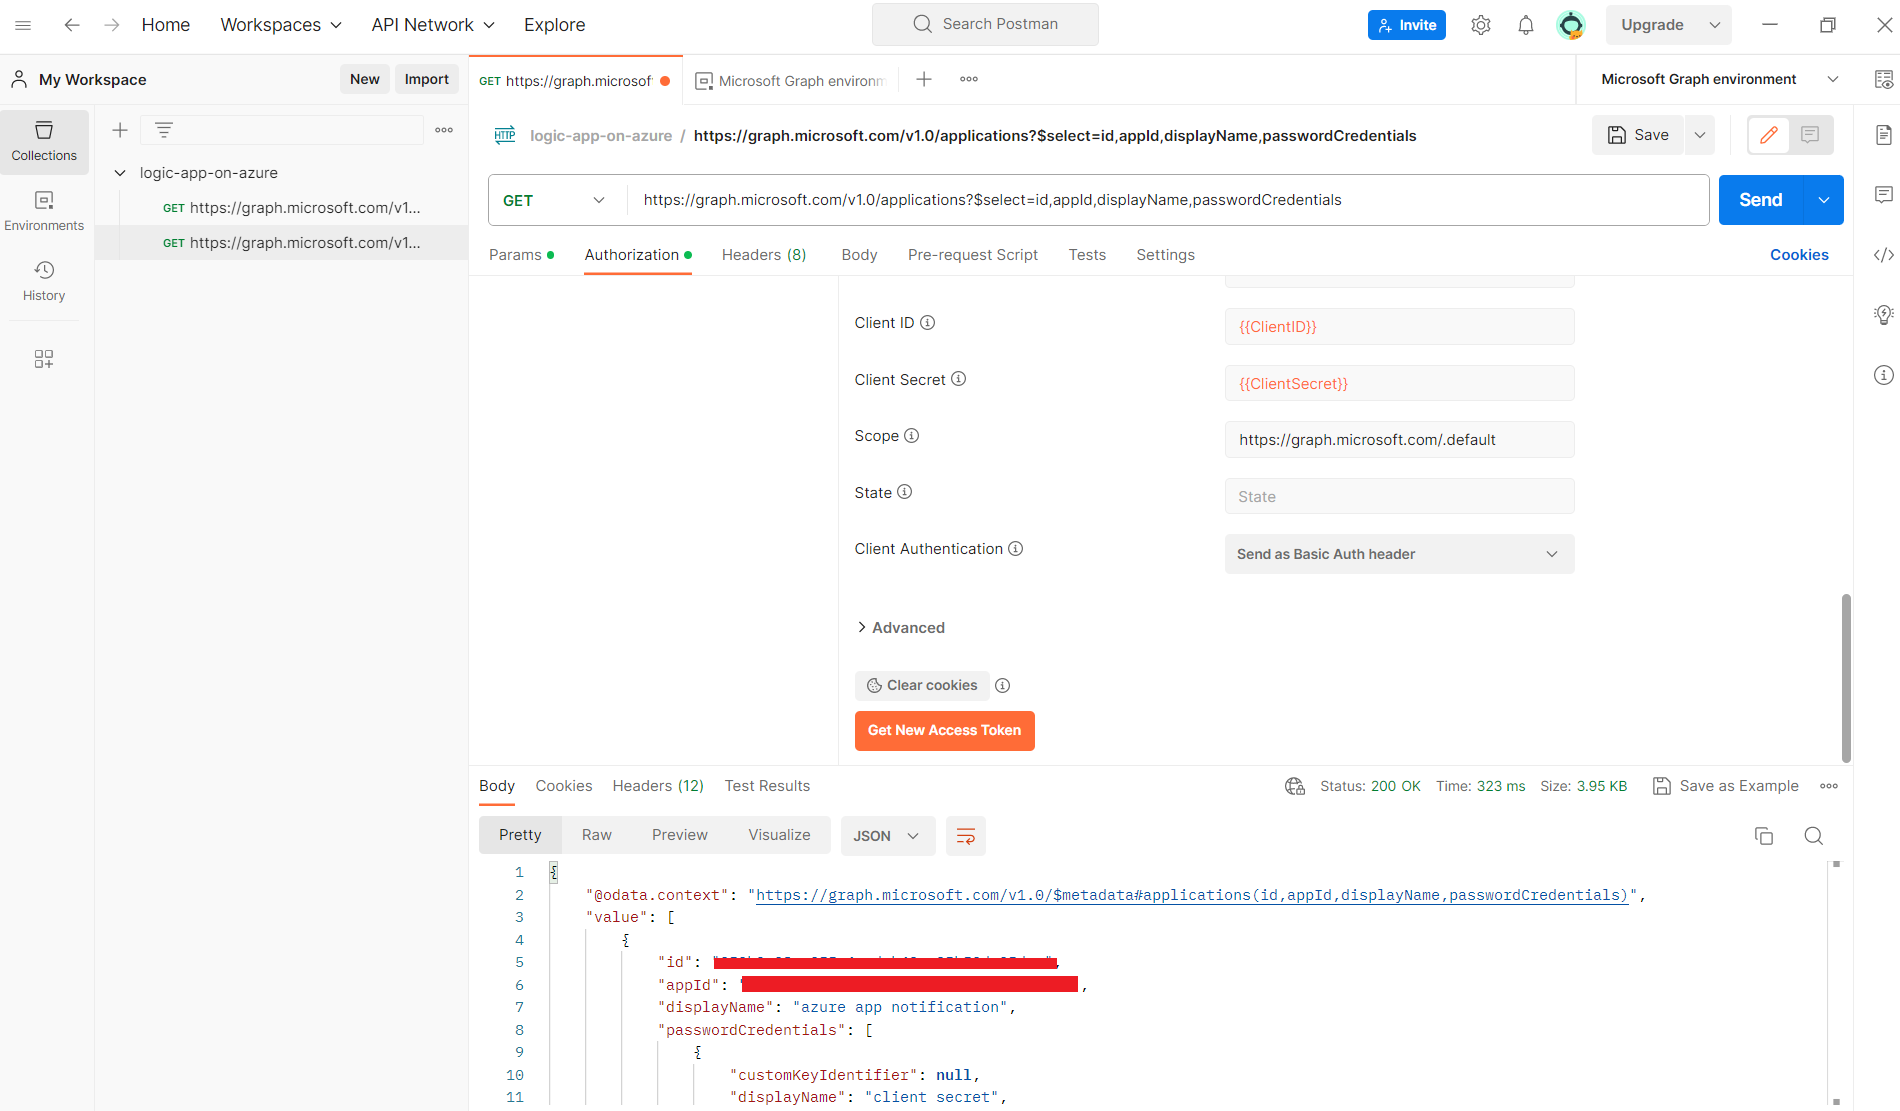 Home Workspaces API Network Explore Search Postman Invite Upgrade
My Workspace New Import GET https://graph.microsof Microsoft Graph environm Microsoft Graph environment
Collections
Environments
History
logic-app-on-azure
GET https://graph.microsoft.com/v1...
GET https://graph.microsoft.com/v1...
HTTP logic-app-on-azure / https://graph.microsoft.com/v1.0/applications?$select=id,appId,displayName,passwordCredentials Save
GET https://graph.microsoft.com/v1.0/applications?$select=id,appId,displayName,passwordCredentials Send
Params Authorization Headers (8) Body Pre-request Script Tests Settings Cookies
Client ID {{ClientID}}
Client Secret {{ClientSecret}}
Scope https://graph.microsoft.com/.default
State State
Client Authentication Send as Basic Auth header
Advanced
Clear cookies
Get New Access Token
Body Cookies Headers (12) Test Results Status: 200 OK Time: 323 ms Size: 3.95 KB Save as Example
Pretty Raw Preview Visualize JSON
1 {
2 "@odata.context": "https://graph.microsoft.com/v1.0/$metadata#applications(id,appId,displayName,passwordCredentials)",
3 "value": [
4 {
5 "id":
6 "appId": ",
7 "displayName": "azure app notification",
8 "passwordCredentials": [
9 {
10 "customKeyIdentifier": null,
11 "displayName": "client secret",